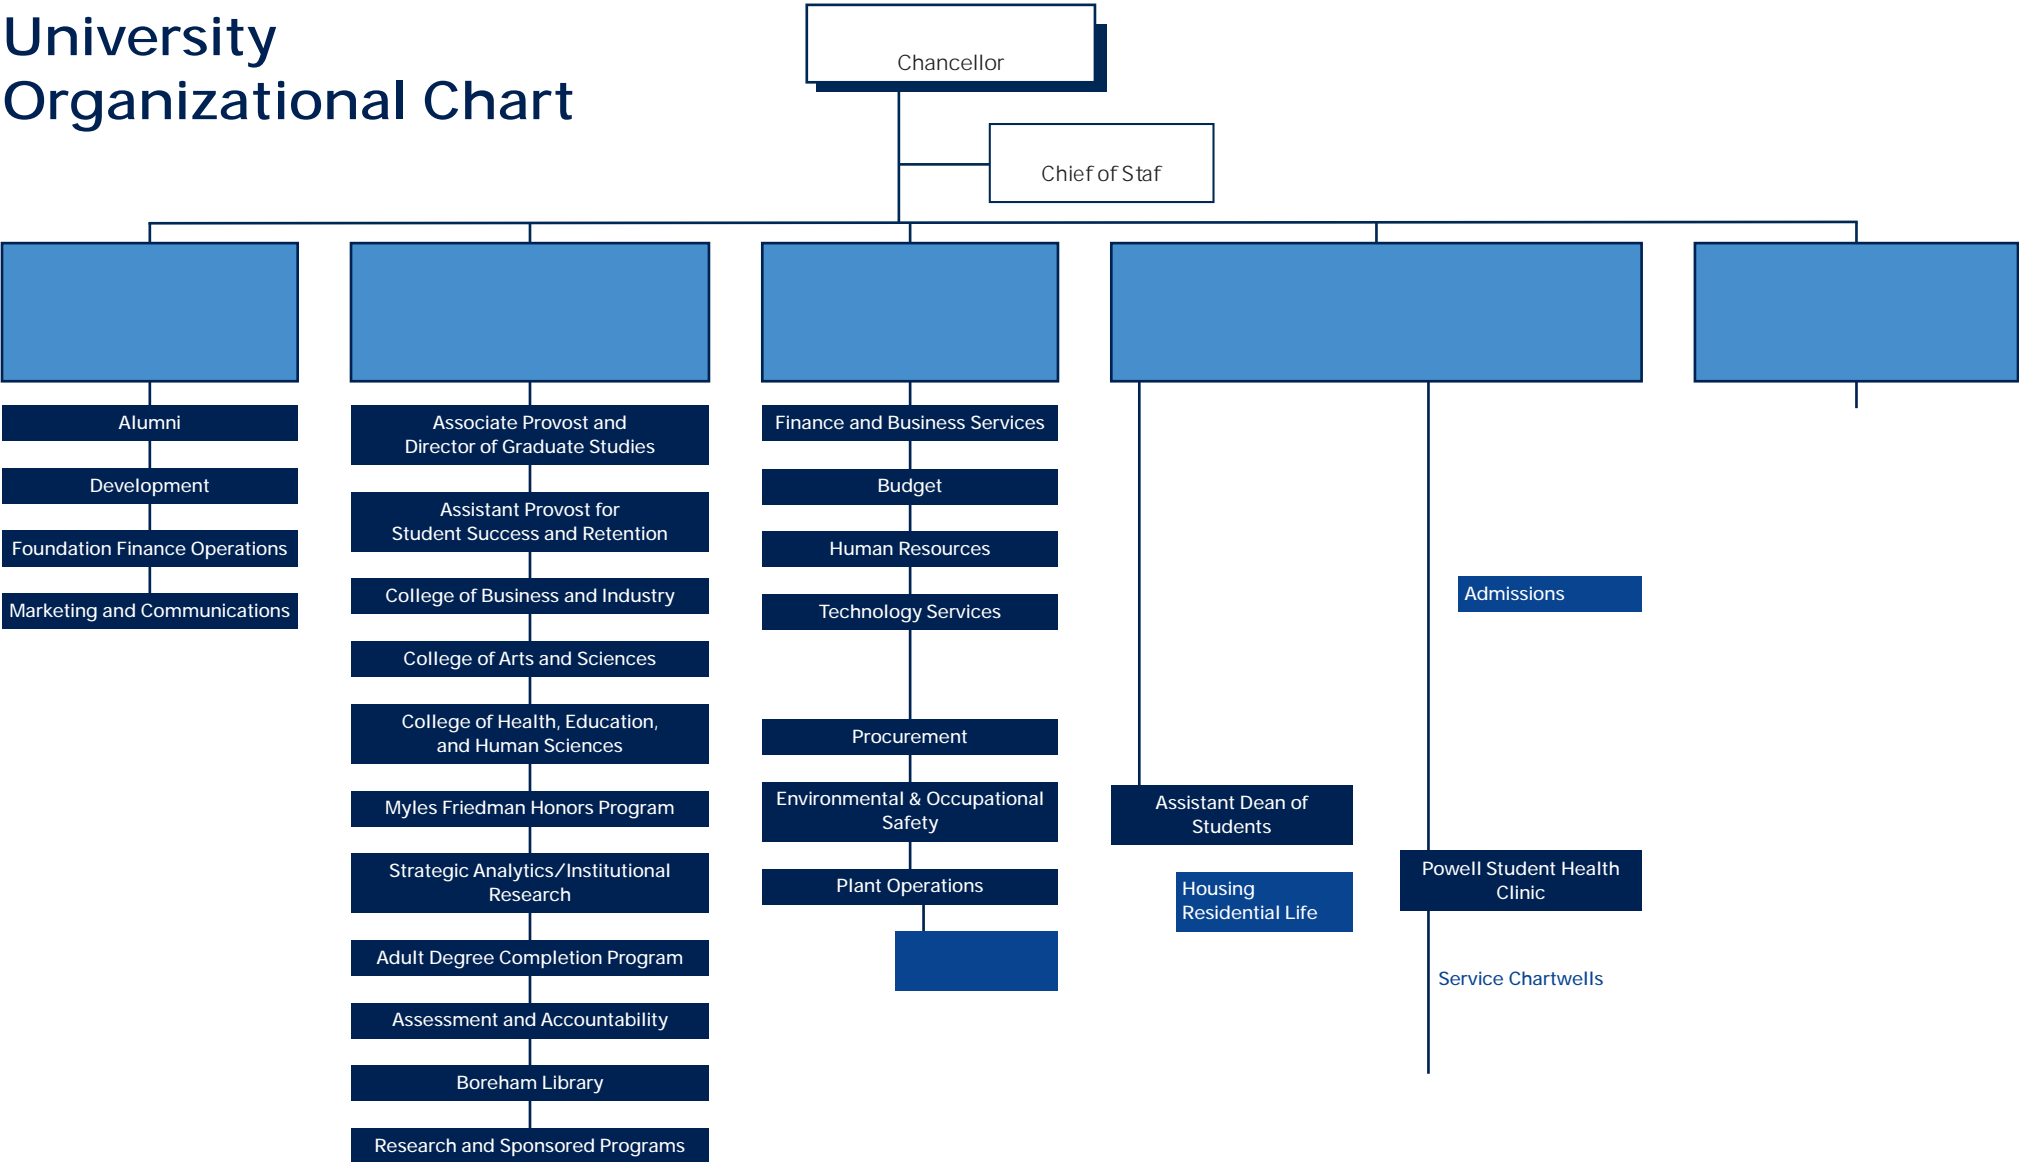 University
Organizational Chart
Chancellor
Chief of Staf
Alumni
Development
Foundation Finance Operations
Marketing and Communications
Associate Provost and
Director of Graduate Studies
Assistant Provost for
Student Success and Retention
College of Business and Industry
College of Arts and Sciences
College of Health, Education,
and Human Sciences
Myles Friedman Honors Program
Strategic Analytics/Institutional
Research
Adult Degree Completion Program
Assessment and Accountability
Boreham Library
Research and Sponsored Programs
Finance and Business Services
Budget
Human Resources
Technology Services
Procurement
Environmental & Occupational
Safety
Plant Operations
Assistant Dean of
Students
Housing
Residential Life
Admissions
Powell Student Health
Clinic
Service Chartwells